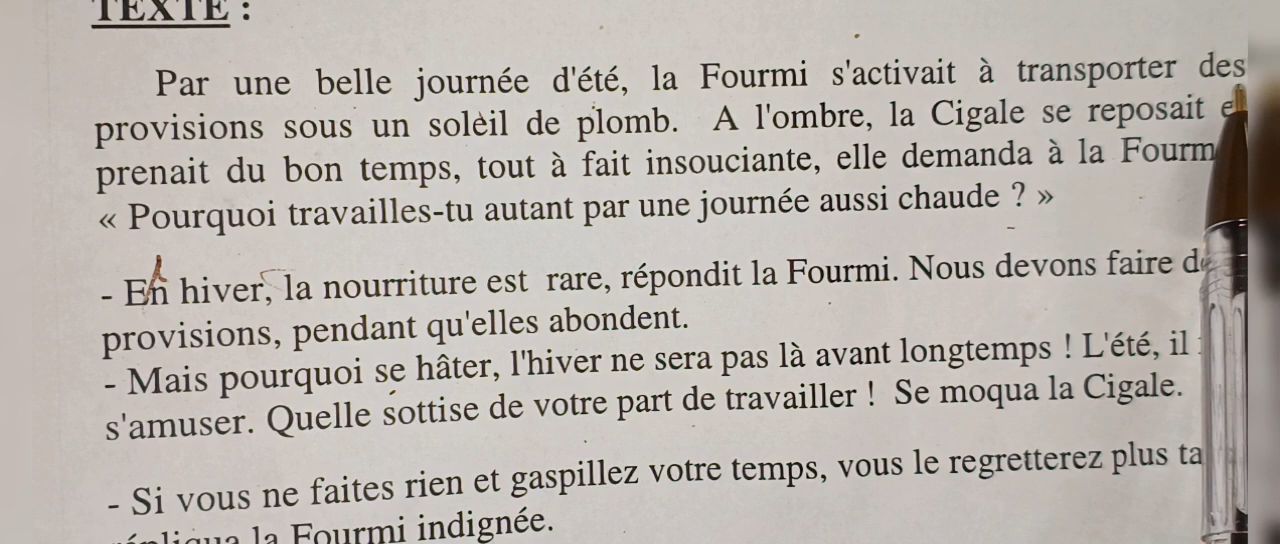 TEXTE :
Par une belle journée d'été, la Fourmi s'activait à transporter des
provisions sous un soleil de plomb. A l'ombre, la Cigale se reposait
prenait du bon temps, tout à fait insouciante, elle demanda à la Fourm
« Pourquoi travailles-tu autant par une journée aussi chaude ? »
- En hiver, la nourriture est rare, répondit la Fourmi. Nous devons faire
provisions, pendant qu'elles abondent.
- Mais pourquoi se hâter, l'hiver ne sera pas là avant longtemps ! L'été, il
s'amuser. Quelle sottise de votre part de travailler ! Se moqua la Cigale.
- Si vous ne faites rien et gaspillez votre temps, vous le regretterez plus ta
répliqua la Fourmi indignée.